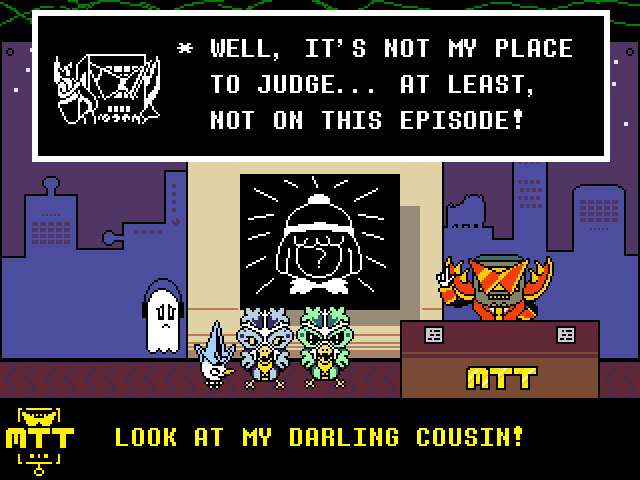 * WELL, IT'S NOT MY PLACE
TO JUDGE... AT LEAST,
NOT ON THIS EPISODE!
?
MTT
MTT
LOOK AT MY DARLING COUSIN!